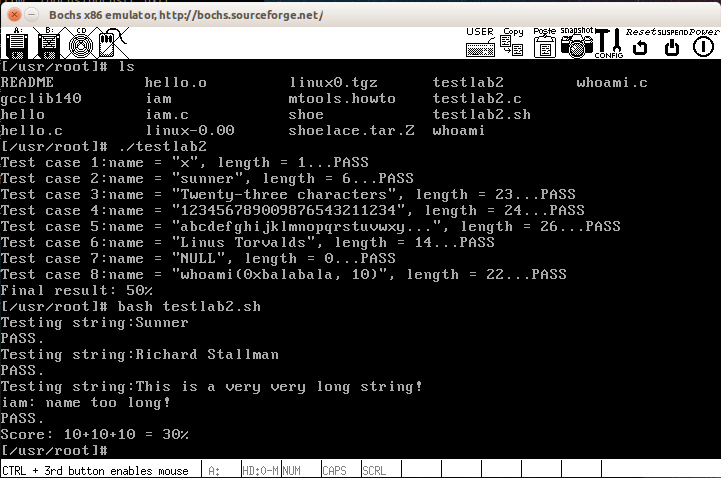 Bochs x86 emulator, http://bochs.sourceforge.net/
A: B: CD USER Copy Paste snapshot CONFIG Reset SUSPEND Power
[/usr/root]# ls
README hello.o linux0.tgz testlab2 whoami.c
gcclib140 iam mtools.howto testlab2.c
hello iam.c shoe testlab2.sh
hello.c linux-0.00 shoelace.tar.Z whoami
[/usr/root]# ./testlab2
Test case 1:name = "x", length = 1...PASS
Test case 2:name = "sunner", length = 6...PASS
Test case 3:name = "Twenty-three characters", length = 23...PASS
Test case 4:name = "123456789009876543211234", length = 24...PASS
Test case 5:name = "abcdefghijklmnopqrstuvwxy...", length = 26...PASS
Test case 6:name = "Linus Torvalds", length = 14...PASS
Test case 7:name = "NULL", length = 0...PASS
Test case 8:name = "whoami(0xbalabala, 10)", length = 22...PASS
Final result: 50%
[/usr/root]# bash testlab2.sh
Testing string:Sunner
PASS.
Testing string:Richard Stallman
PASS.
Testing string:This is a very very long string!
iam: name too long!
PASS.
Score: 10+10+10 = 30%
[/usr/root]#
CTRL + 3rd button enables mouse A: HD:0-M NUM CAPS SCRL